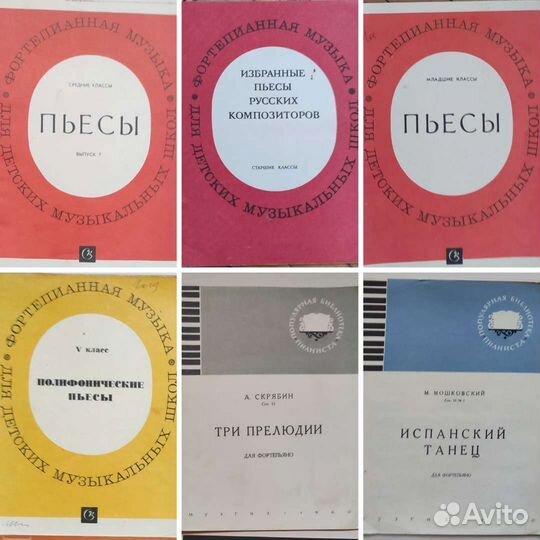 ФОРТЕПИАННАЯ МУЗЫКА
ДЛЯ ДЕТСКИХ МУЗЫКАЛЬНЫХ ШКОЛ
СРЕДНИЕ КЛАССЫ
ПЬЕСЫ
ВЫПУСК 7
ФОРТЕПИАННАЯ МУЗЫКА
ДЛЯ ДЕТСКИХ МУЗЫКАЛЬНЫХ ШКОЛ
ИЗБРАННЫЕ
ПЬЕСЫ
РУССКИХ
КОМПОЗИТОРОВ
СТАРШИЕ КЛАССЫ
ФОРТЕПИАННАЯ МУЗЫКА
ДЛЯ ДЕТСКИХ МУЗЫКАЛЬНЫХ ШКОЛ
МЛАДШИЕ КЛАССЫ
ПЬЕСЫ
ФОРТЕПИАННАЯ МУЗЫКА
ДЛЯ ДЕТСКИХ МУЗЫКАЛЬНЫХ ШКОЛ
V класс
ПОЛИФОНИЧЕСКИЕ
ПЬЕСЫ
ПОПУЛЯРНАЯ БИБЛИОТЕКА
ПИАНИСТА
А. СКРЯБИН
ТРИ ПРЕЛЮДИИ
ДЛЯ ФОРТЕПЬЯНО
МУЗГИЗ · 1960
ПОПУЛЯРНАЯ БИБЛИОТЕКА
ПИАНИСТА
М. МОШКОВСКИЙ
ИСПАНСКИЙ
ТАНЕЦ
ДЛЯ ФОРТЕПЬЯНО
Avito